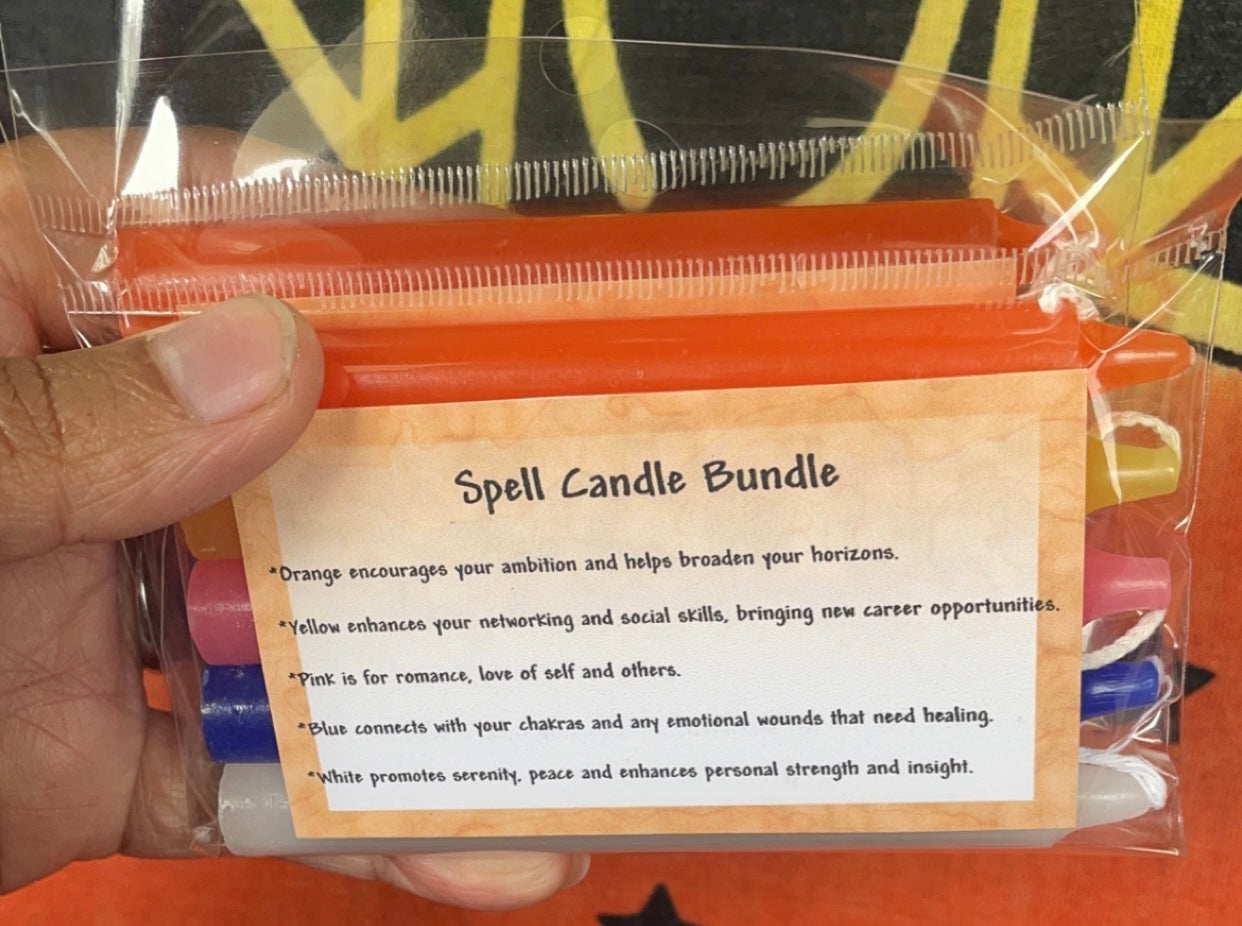 Spell Candle Bundle
*Orange encourages your ambition and helps broaden your horizons.
*Yellow enhances your networking and social skills, bringing new career opportunities.
*Pink is for romance, love of self and others.
*Blue connects with your chakras and any emotional wounds that need healing.
*White promotes serenity, peace and enhances personal strength and insight.